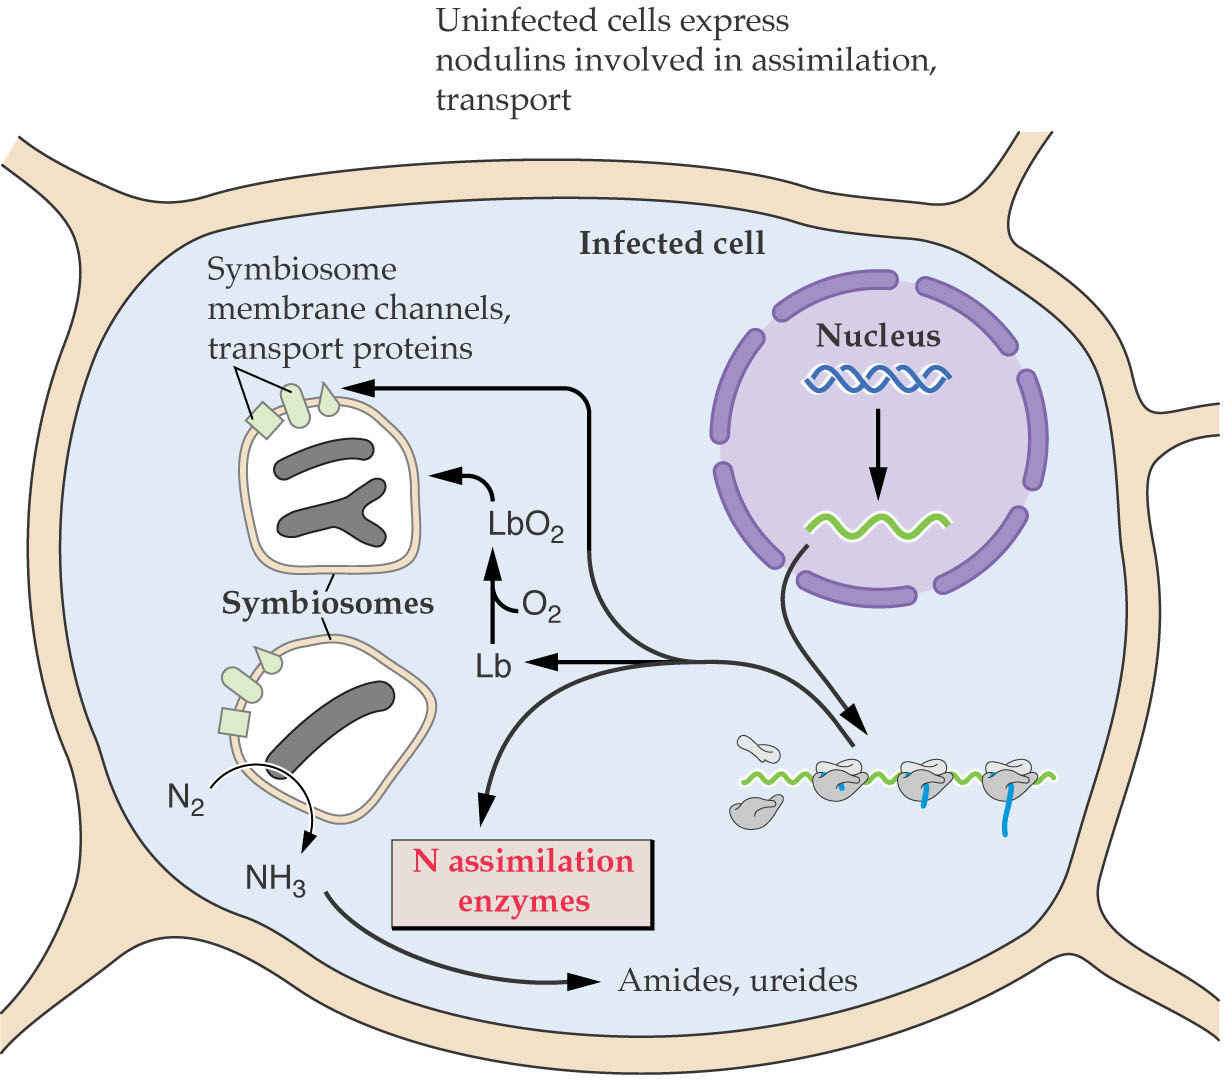 Uninfected cells express
nodulins involved in assimilation,
transport
Infected cell
Symbiosome
membrane channels,
transport proteins
Nucleus
LbO₂
O₂
Symbiosomes
Lb
N₂
NH₃
N assimilation
enzymes
Amides, ureides